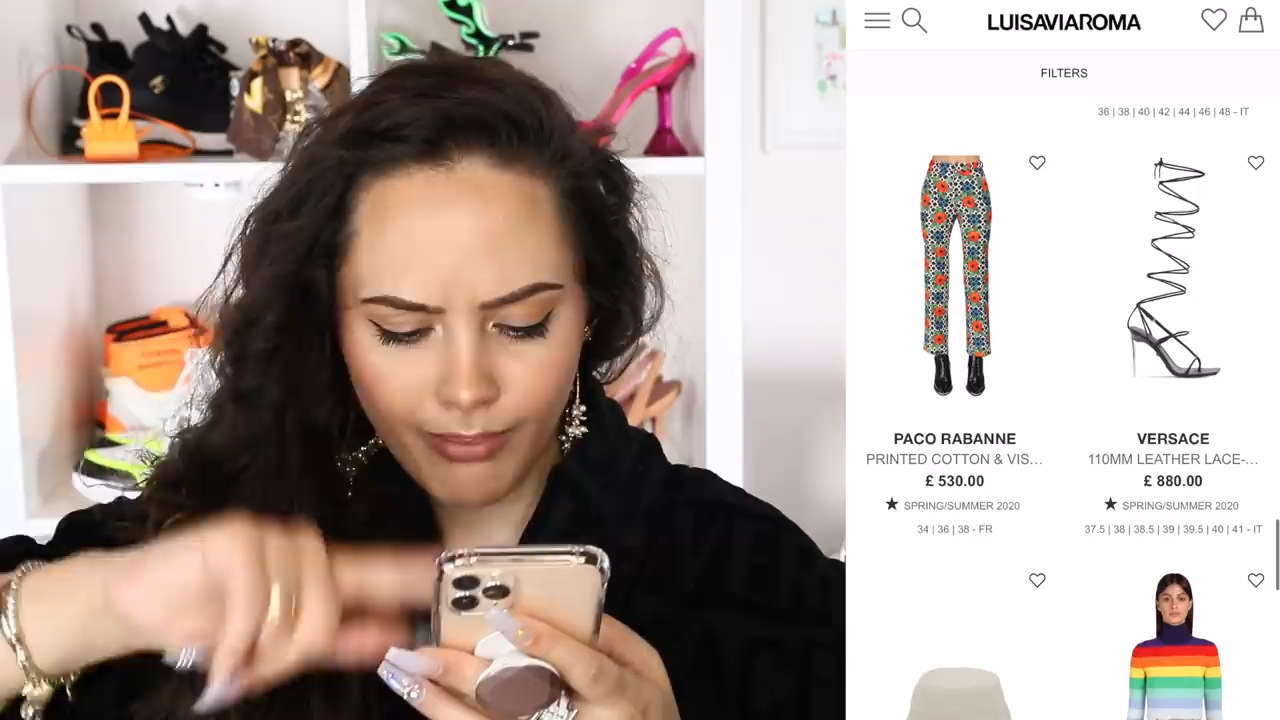 LUISAVIAROMA
FILTERS
36 | 38 | 40 | 42 | 44 | 46 | 48 - IT
PACO RABANNE
PRINTED COTTON & VIS...
£ 530.00
★ SPRING/SUMMER 2020
34 | 36 | 38 - FR
VERSACE
110MM LEATHER LACE-...
£ 880.00
★ SPRING/SUMMER 2020
37.5 | 38 | 38.5 | 39 | 39.5 | 40 | 41 - IT